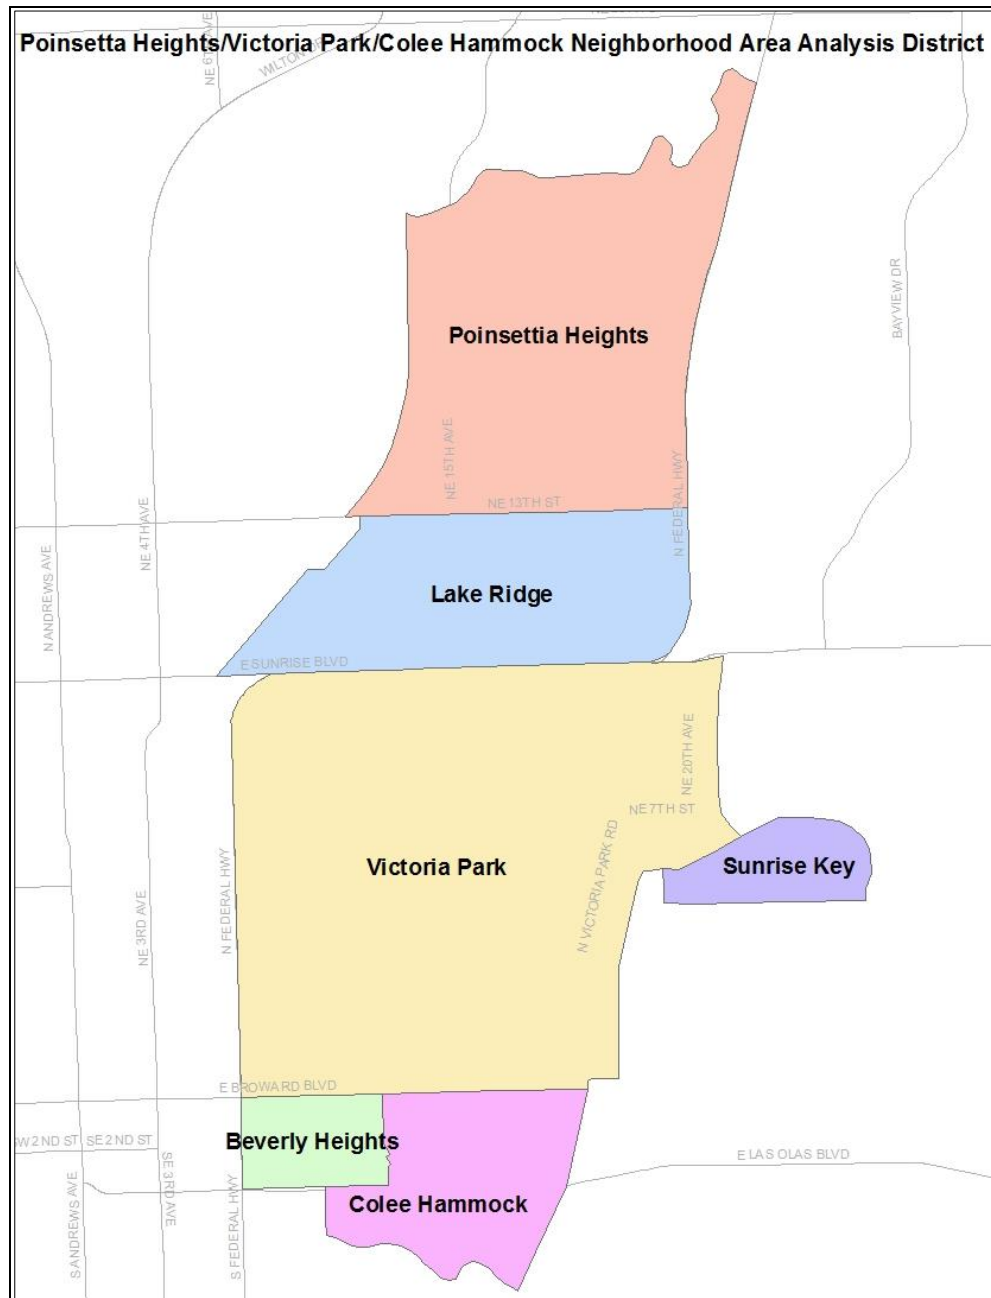 Poinsetta Heights/Victoria Park/Colee Hammock Neighborhood Area Analysis District
NE 6TH AVE
WILTON DR
BAYVIEW DR
Poinsettia Heights
NE 15TH AVE
NE 13TH ST
N FEDERAL HWY
NE 4TH AVE
N ANDREWS AVE
Lake Ridge
E SUNRISE BLVD
NE 20TH AVE
NE 7TH ST
N VICTORIA PARK RD
Victoria Park
Sunrise Key
N FEDERAL HWY
NE 3RD AVE
E BROWARD BLVD
SW 2ND ST
SE 2ND ST
Beverly Heights
E LAS OLAS BLVD
Colee Hammock
S ANDREWS AVE
SE 3RD AVE
S FEDERAL HWY